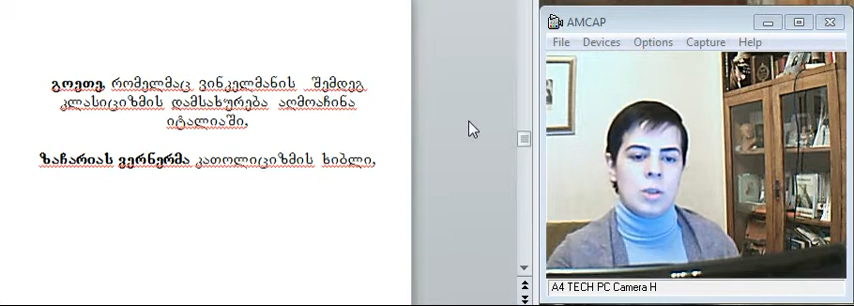 გოეთე, რომელმაც ვინკელმანის შემდეგ
კლასიციზმის დამსახურება აღმოაჩინა
იტალიაში,
ზაჩარიას ვერნერმა კათოლიციზმის ხიბლი,
AMCAP
File Devices Options Capture Help
A4 TECH PC Camera H